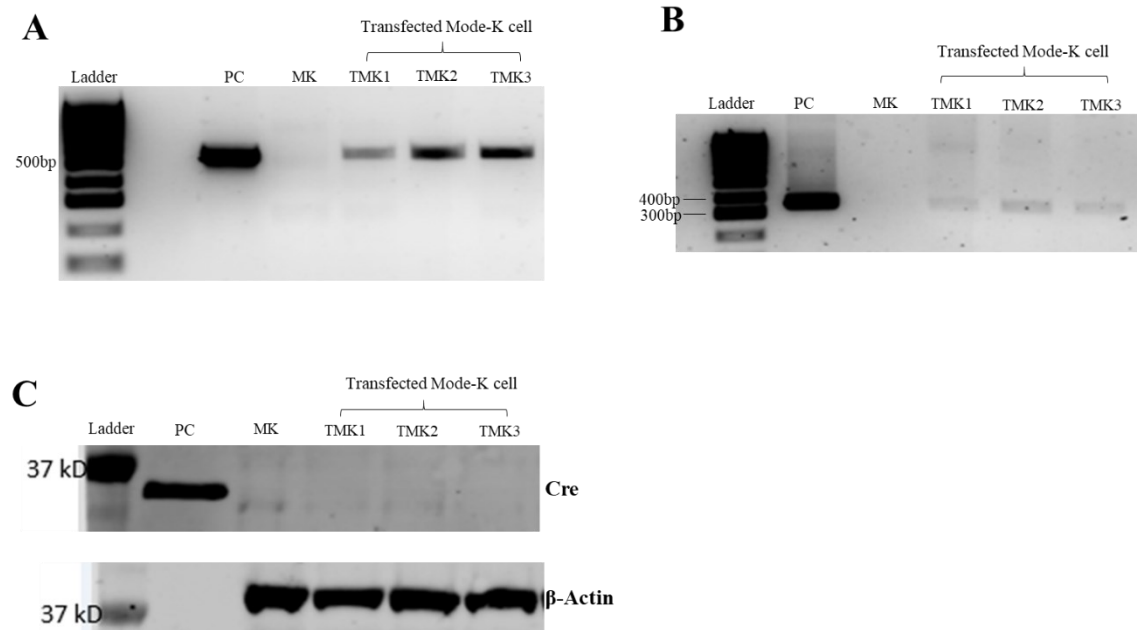 A
Transfected Mode-K cell
Ladder PC MK TMK1 TMK2 TMK3
500bp
B
Transfected Mode-K cell
Ladder PC MK TMK1 TMK2 TMK3
400bp
300bp
C
Transfected Mode-K cell
Ladder PC MK TMK1 TMK2 TMK3
37 kD
Cre
37 kD
β-Actin